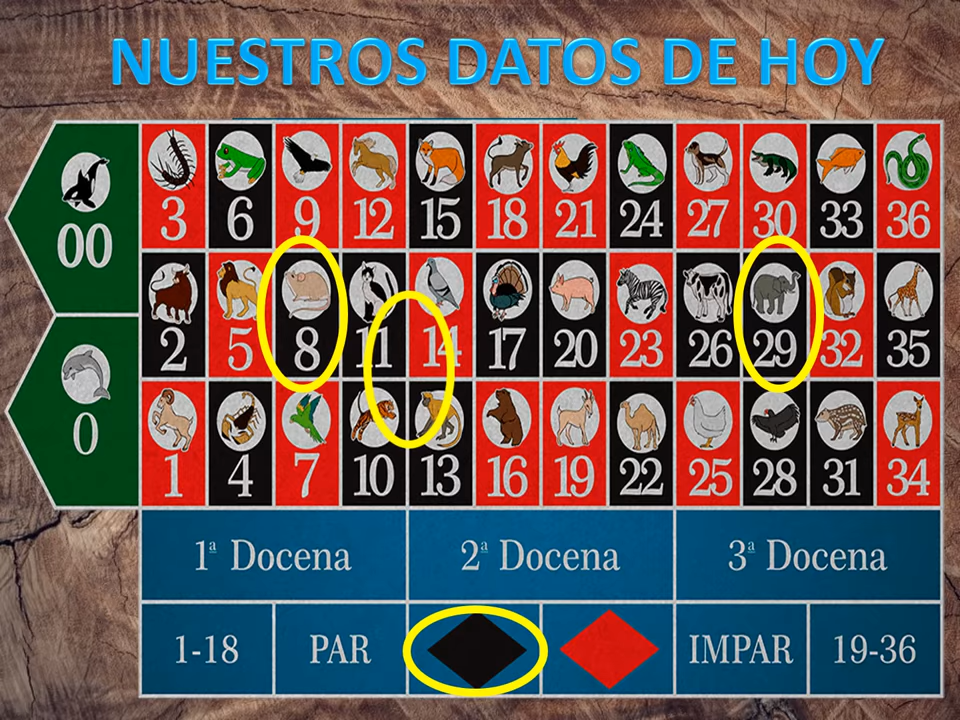 NUESTROS DATOS DE HOY
00
3 6 9 12 15 18 21 24 27 30 33 36
2 5 8 11 14 17 20 23 26 29 32 35
0
1 4 7 10 13 16 19 22 25 28 31 34
1ª Docena 2ª Docena 3ª Docena
1-18 PAR IMPAR 19-36